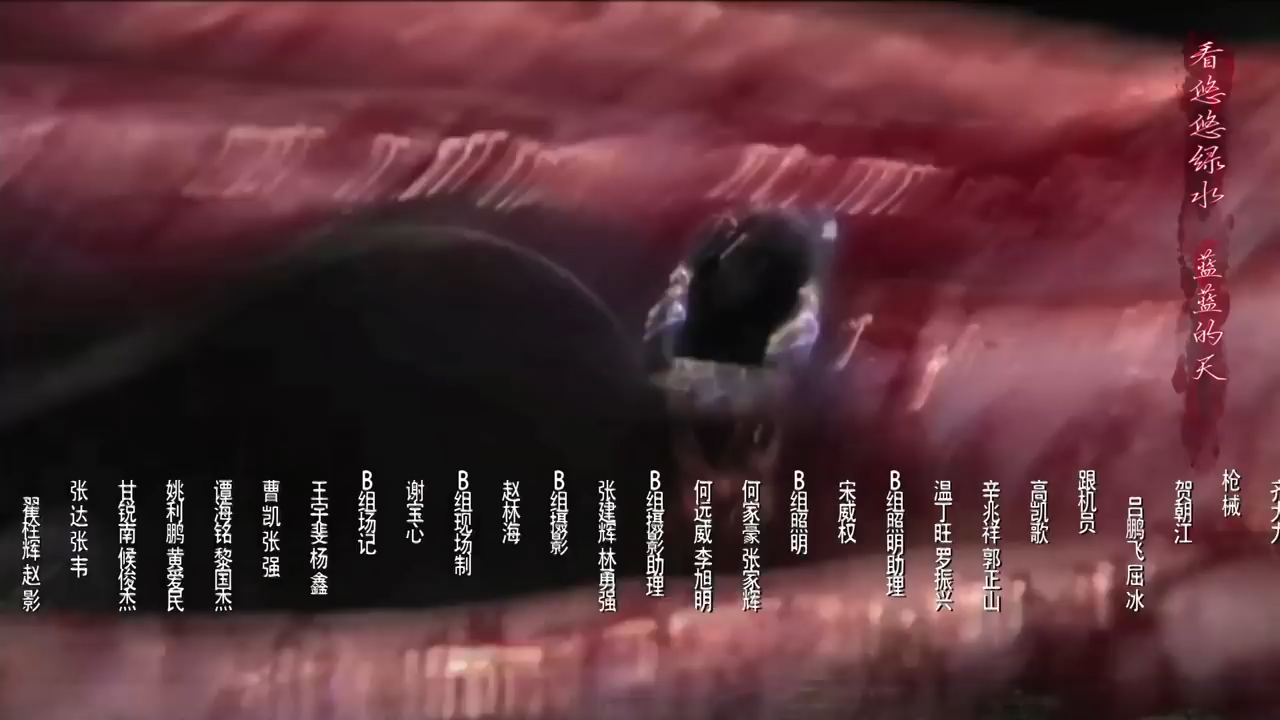 看悠悠绿水 蓝蓝的天
翟桂辉 赵影
张达 张韦
甘锐南 候俊杰
姚利鹏 黄爱民
谭海铭 黎国杰
曹凯 张强
王宇斐 杨鑫
B组场记
谢宝心
B组现场制
赵林海
B组摄影
张建辉 林勇强
B组摄影助理
何远威 李旭明
何家豪 张家辉
B组照明
宋威权
B组照明助理
温丁旺 罗振兴
辛兆祥 郭正山
高凯歌
跟机员
吕鹏飞 屈冰
贺朝江
枪械